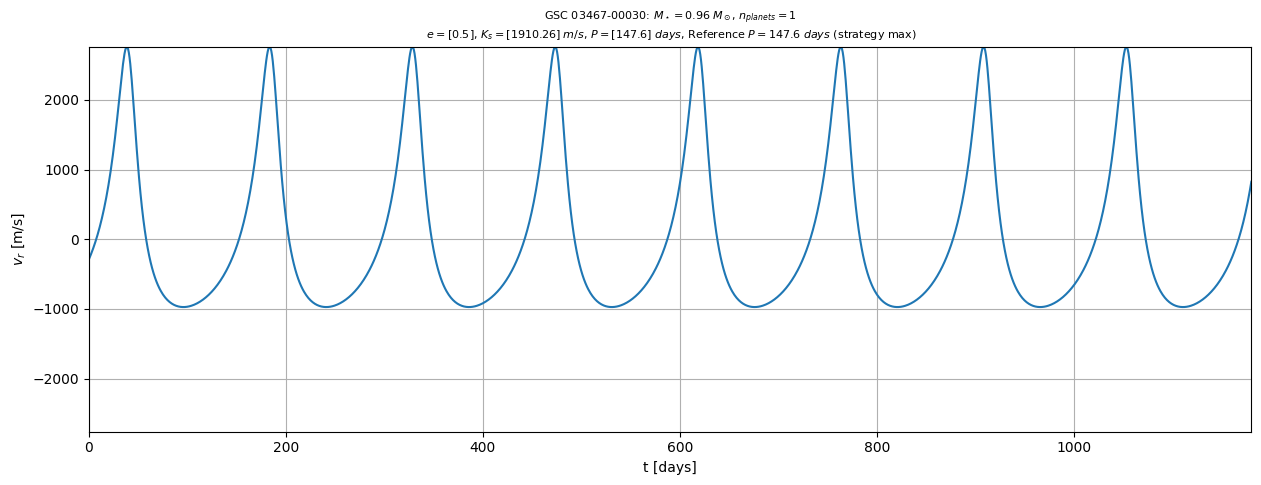 GSC 03467-00030: $M_\star = 0.96\ M_\odot$, $n_{planets} = 1$
$e = [0.5]$, $K_s = [1910.26]\ m/s$, $P = [147.6]\ days$, Reference $P = 147.6\ days$ (strategy max)
2000
1000
0
−1000
−2000
$v_r$ [m/s]
0 200 400 600 800 1000
t [days]